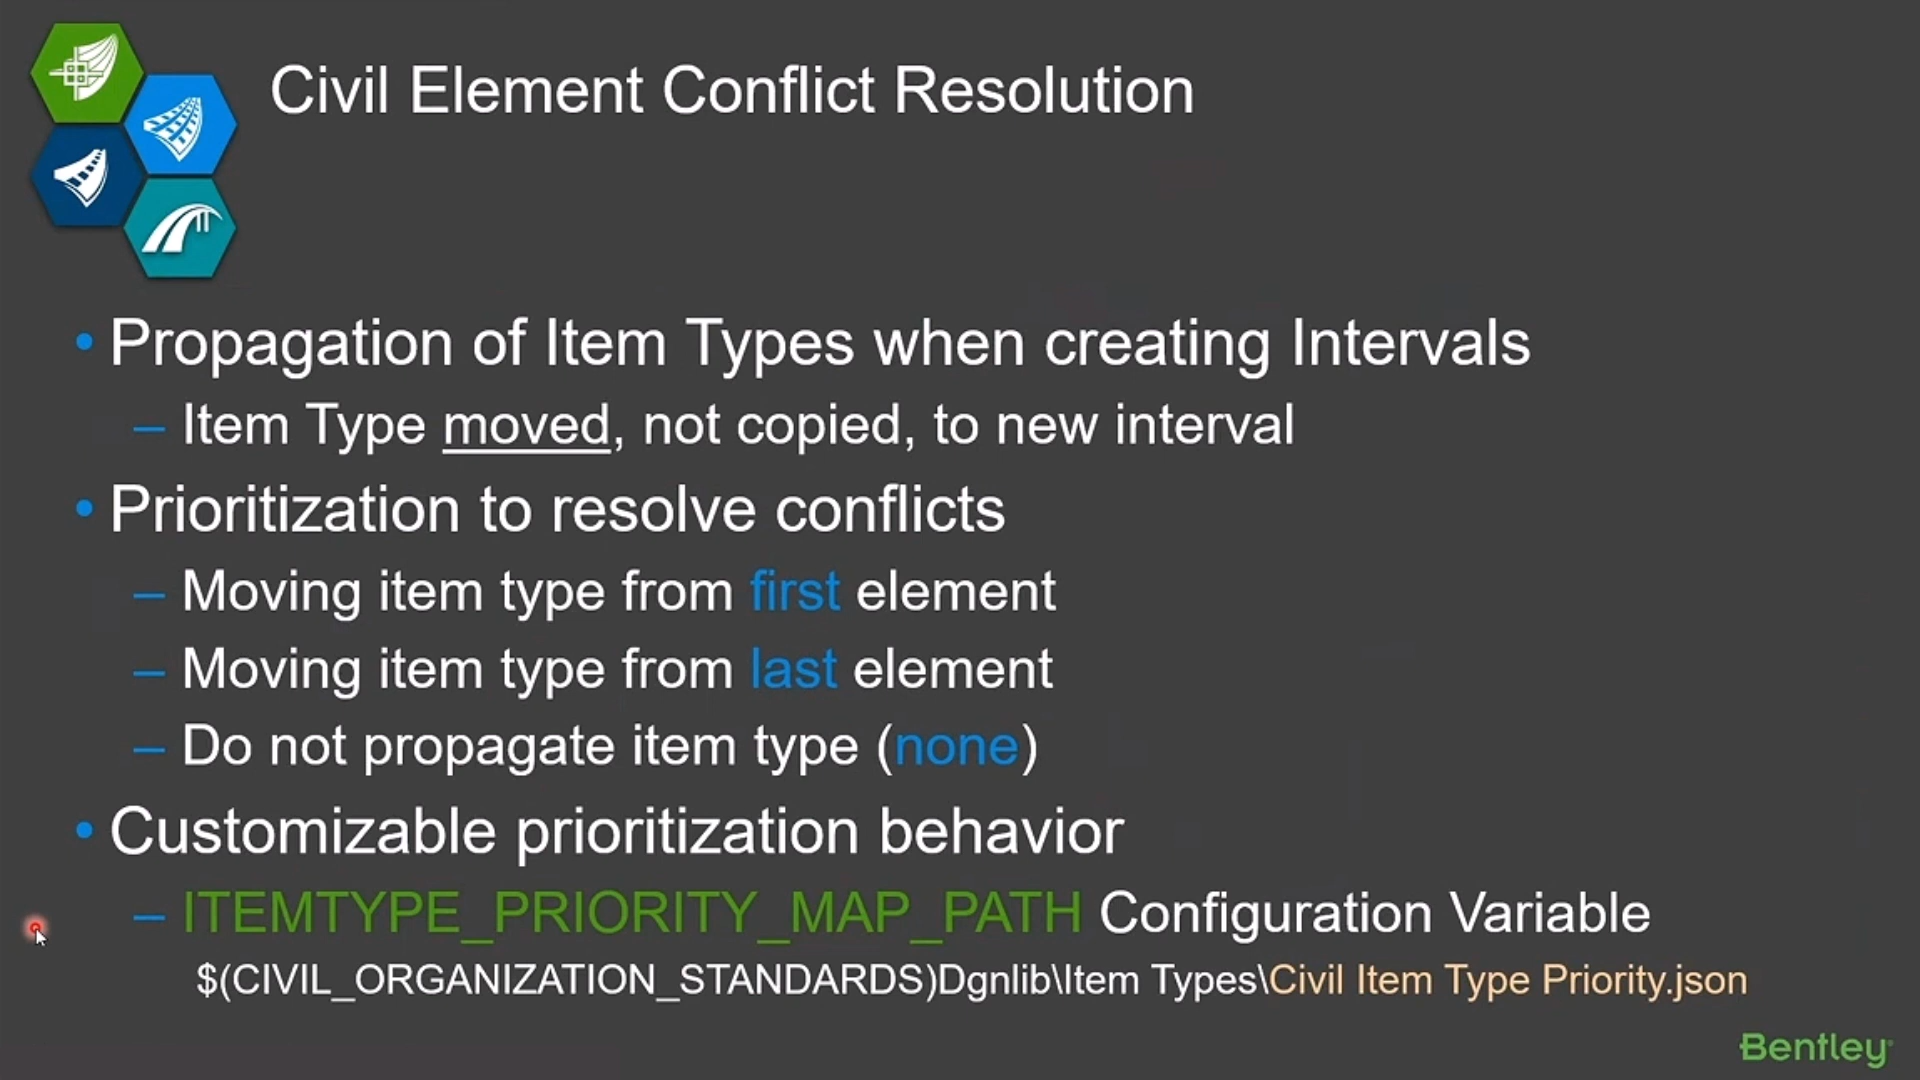 Civil Element Conflict Resolution
• Propagation of Item Types when creating Intervals
– Item Type moved, not copied, to new interval
• Prioritization to resolve conflicts
– Moving item type from first element
– Moving item type from last element
– Do not propagate item type (none)
• Customizable prioritization behavior
– ITEMTYPE_PRIORITY_MAP_PATH Configuration Variable
$(CIVIL_ORGANIZATION_STANDARDS)Dgnlib\Item Types\Civil Item Type Priority.json
Bentley